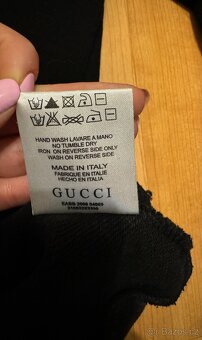 HAND WASH LAVARE A MANO
NO TUMBLE DRY
IRON ON REVERSE SIDE ONLY
WASH ON REVERSE SIDE
MADE IN ITALY
FABRIQUE EN ITALIE
HECHO EN ITALIA
GUCCI